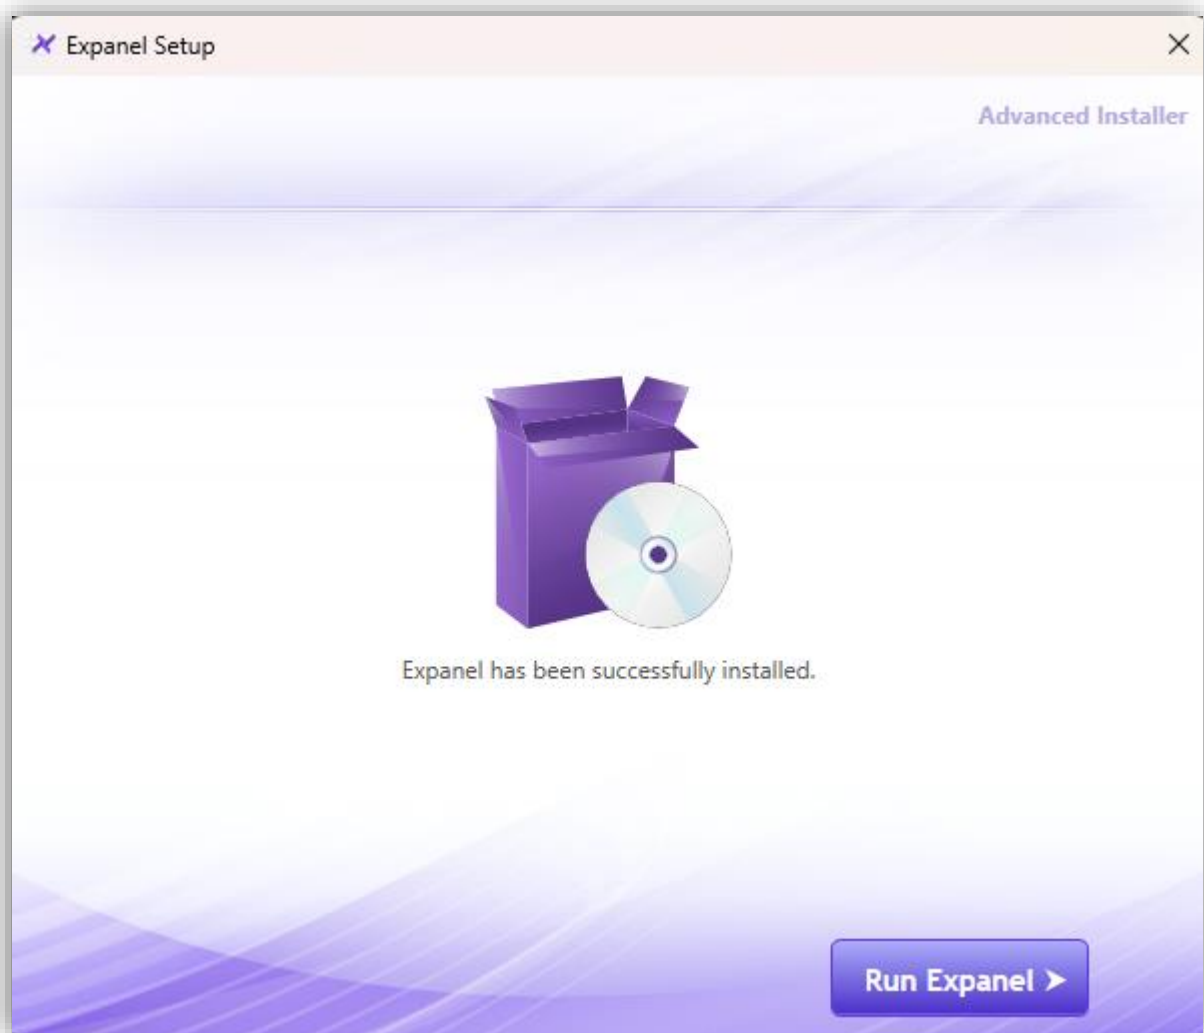 Expanel Setup
Advanced Installer
Expanel has been successfully installed.
Run Expanel ➤